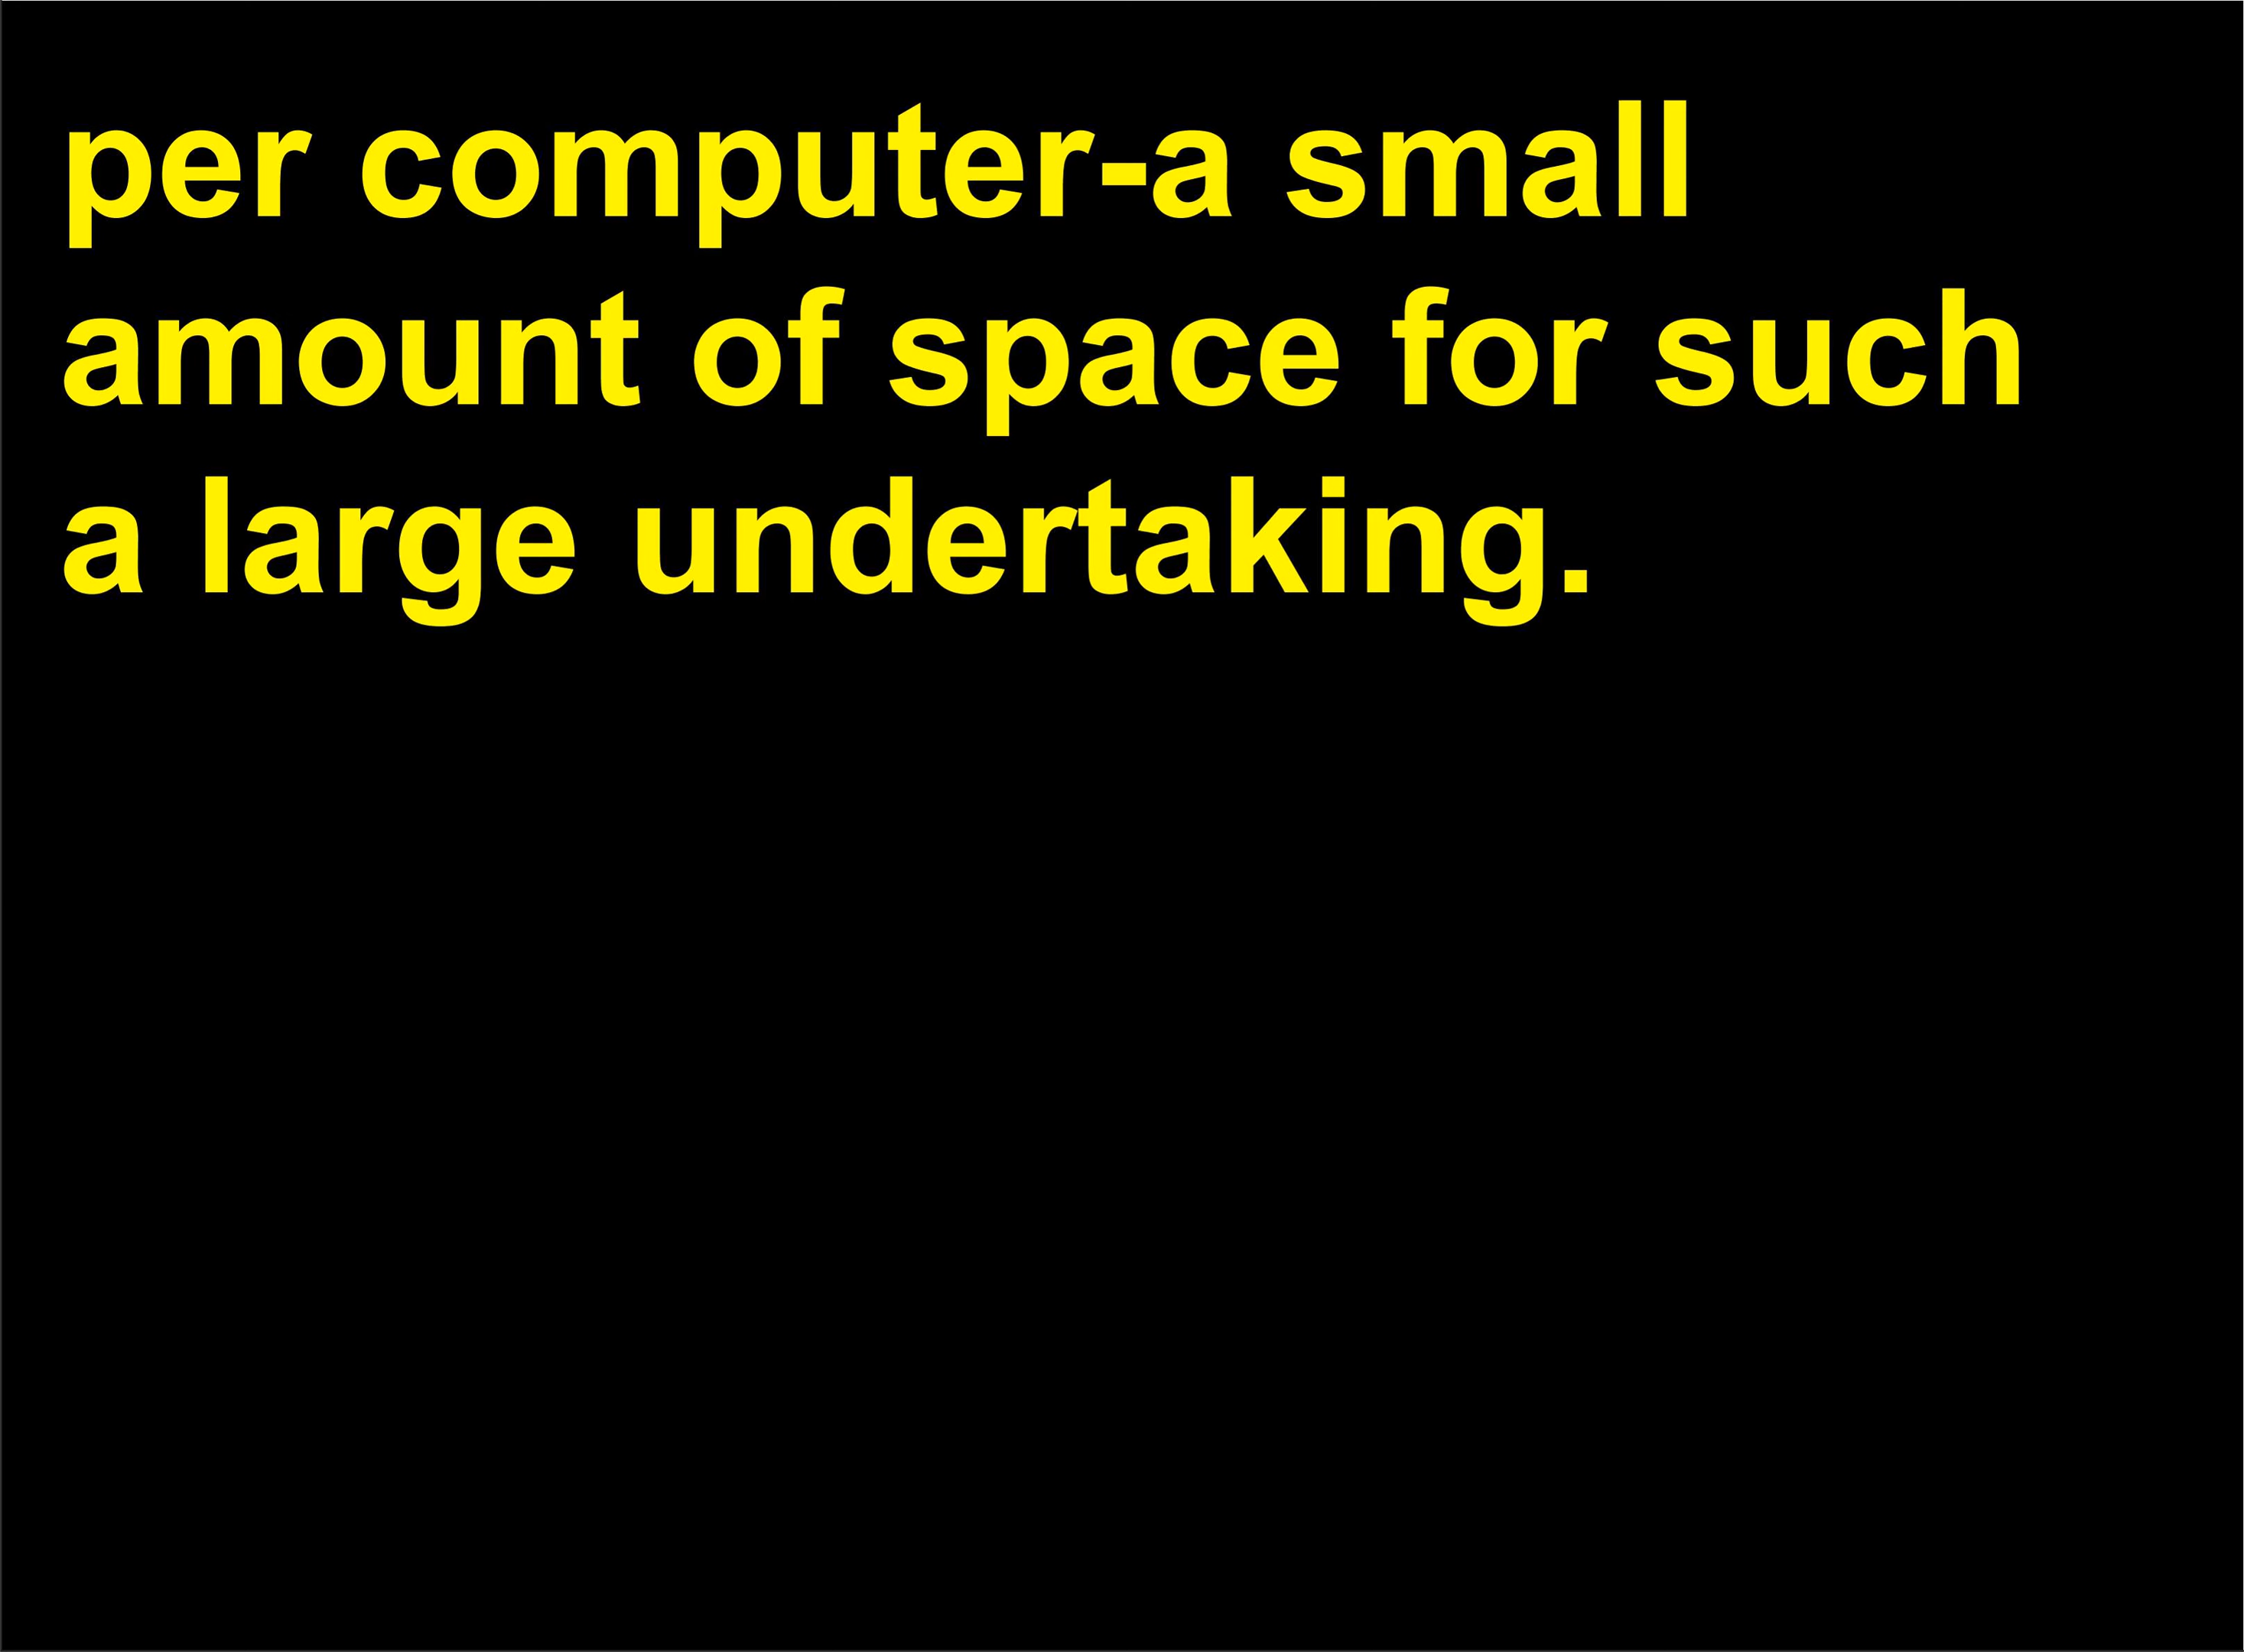 per computer-a small
amount of space for such
a large undertaking.